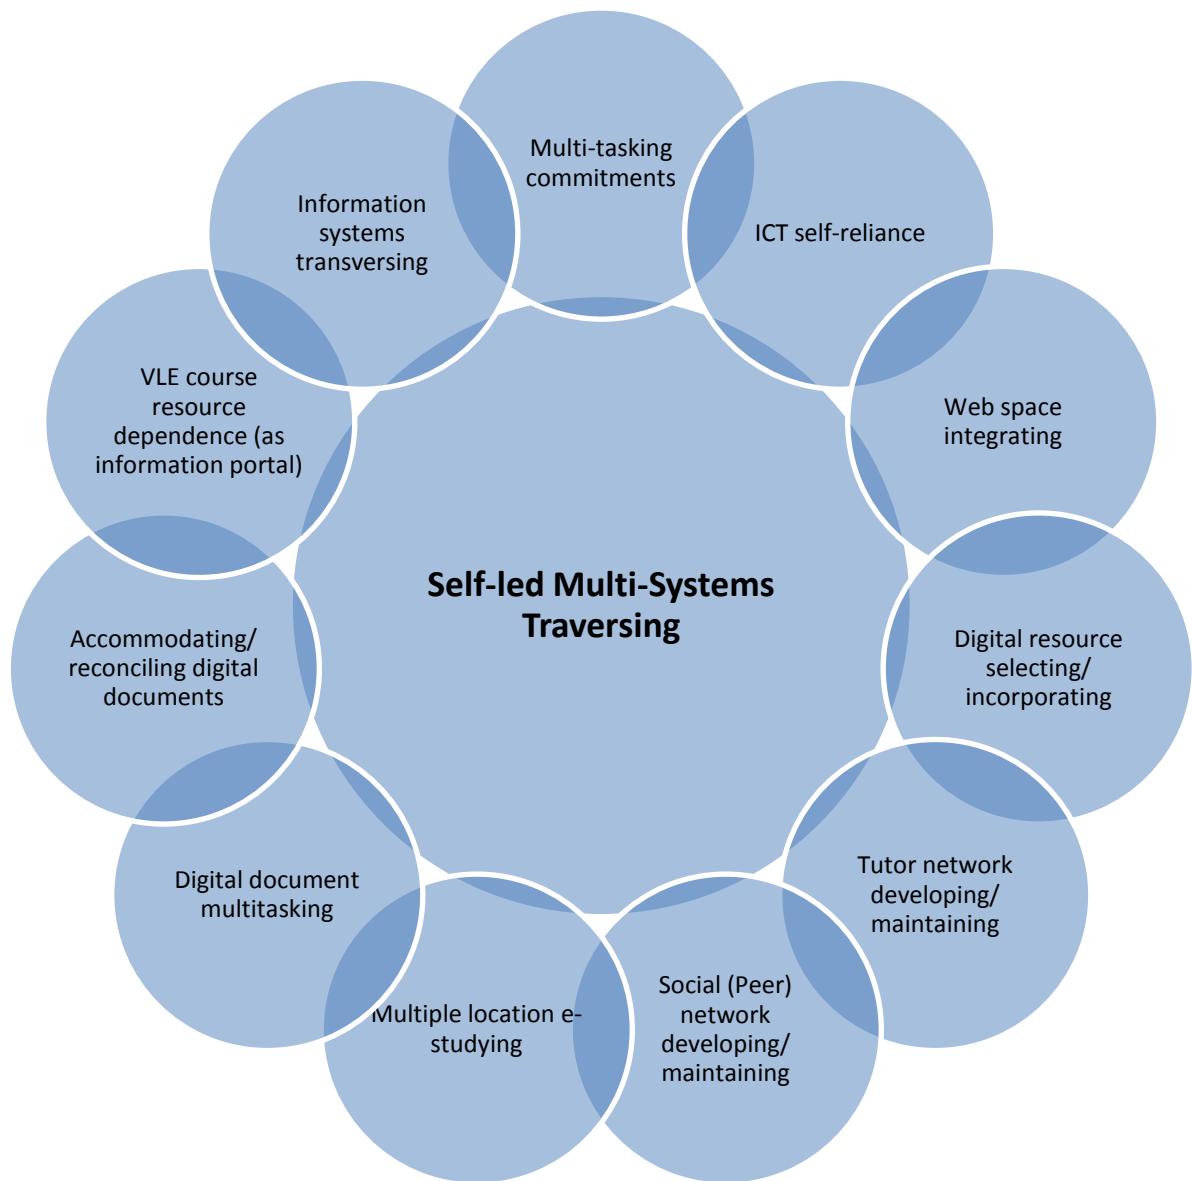 Multi-tasking
commitments
ICT self-reliance
Web space
integrating
Digital resource
selecting/
incorporating
Tutor network
developing/
maintaining
Social (Peer)
network
developing/
maintaining
Multiple location e-
studying
Digital document
multitasking
Accommodating/
reconciling digital
documents
VLE course
resource
dependence (as
information portal)
Information
systems
transversing
Self-led Multi-Systems
Traversing